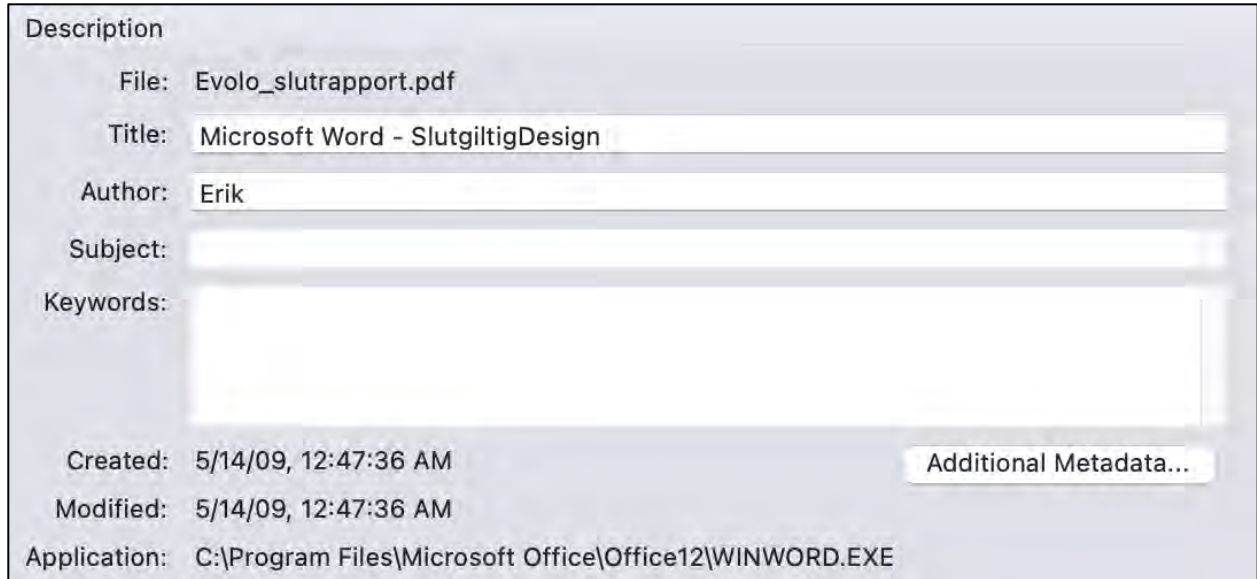 Description
File: Evolo_slutrapport.pdf
Title: Microsoft Word - SlutgiltigDesign
Author: Erik
Subject:
Keywords:
Created: 5/14/09, 12:47:36 AM
Additional Metadata...
Modified: 5/14/09, 12:47:36 AM
Application: C:\Program Files\Microsoft Office\Office12\WINWORD.EXE